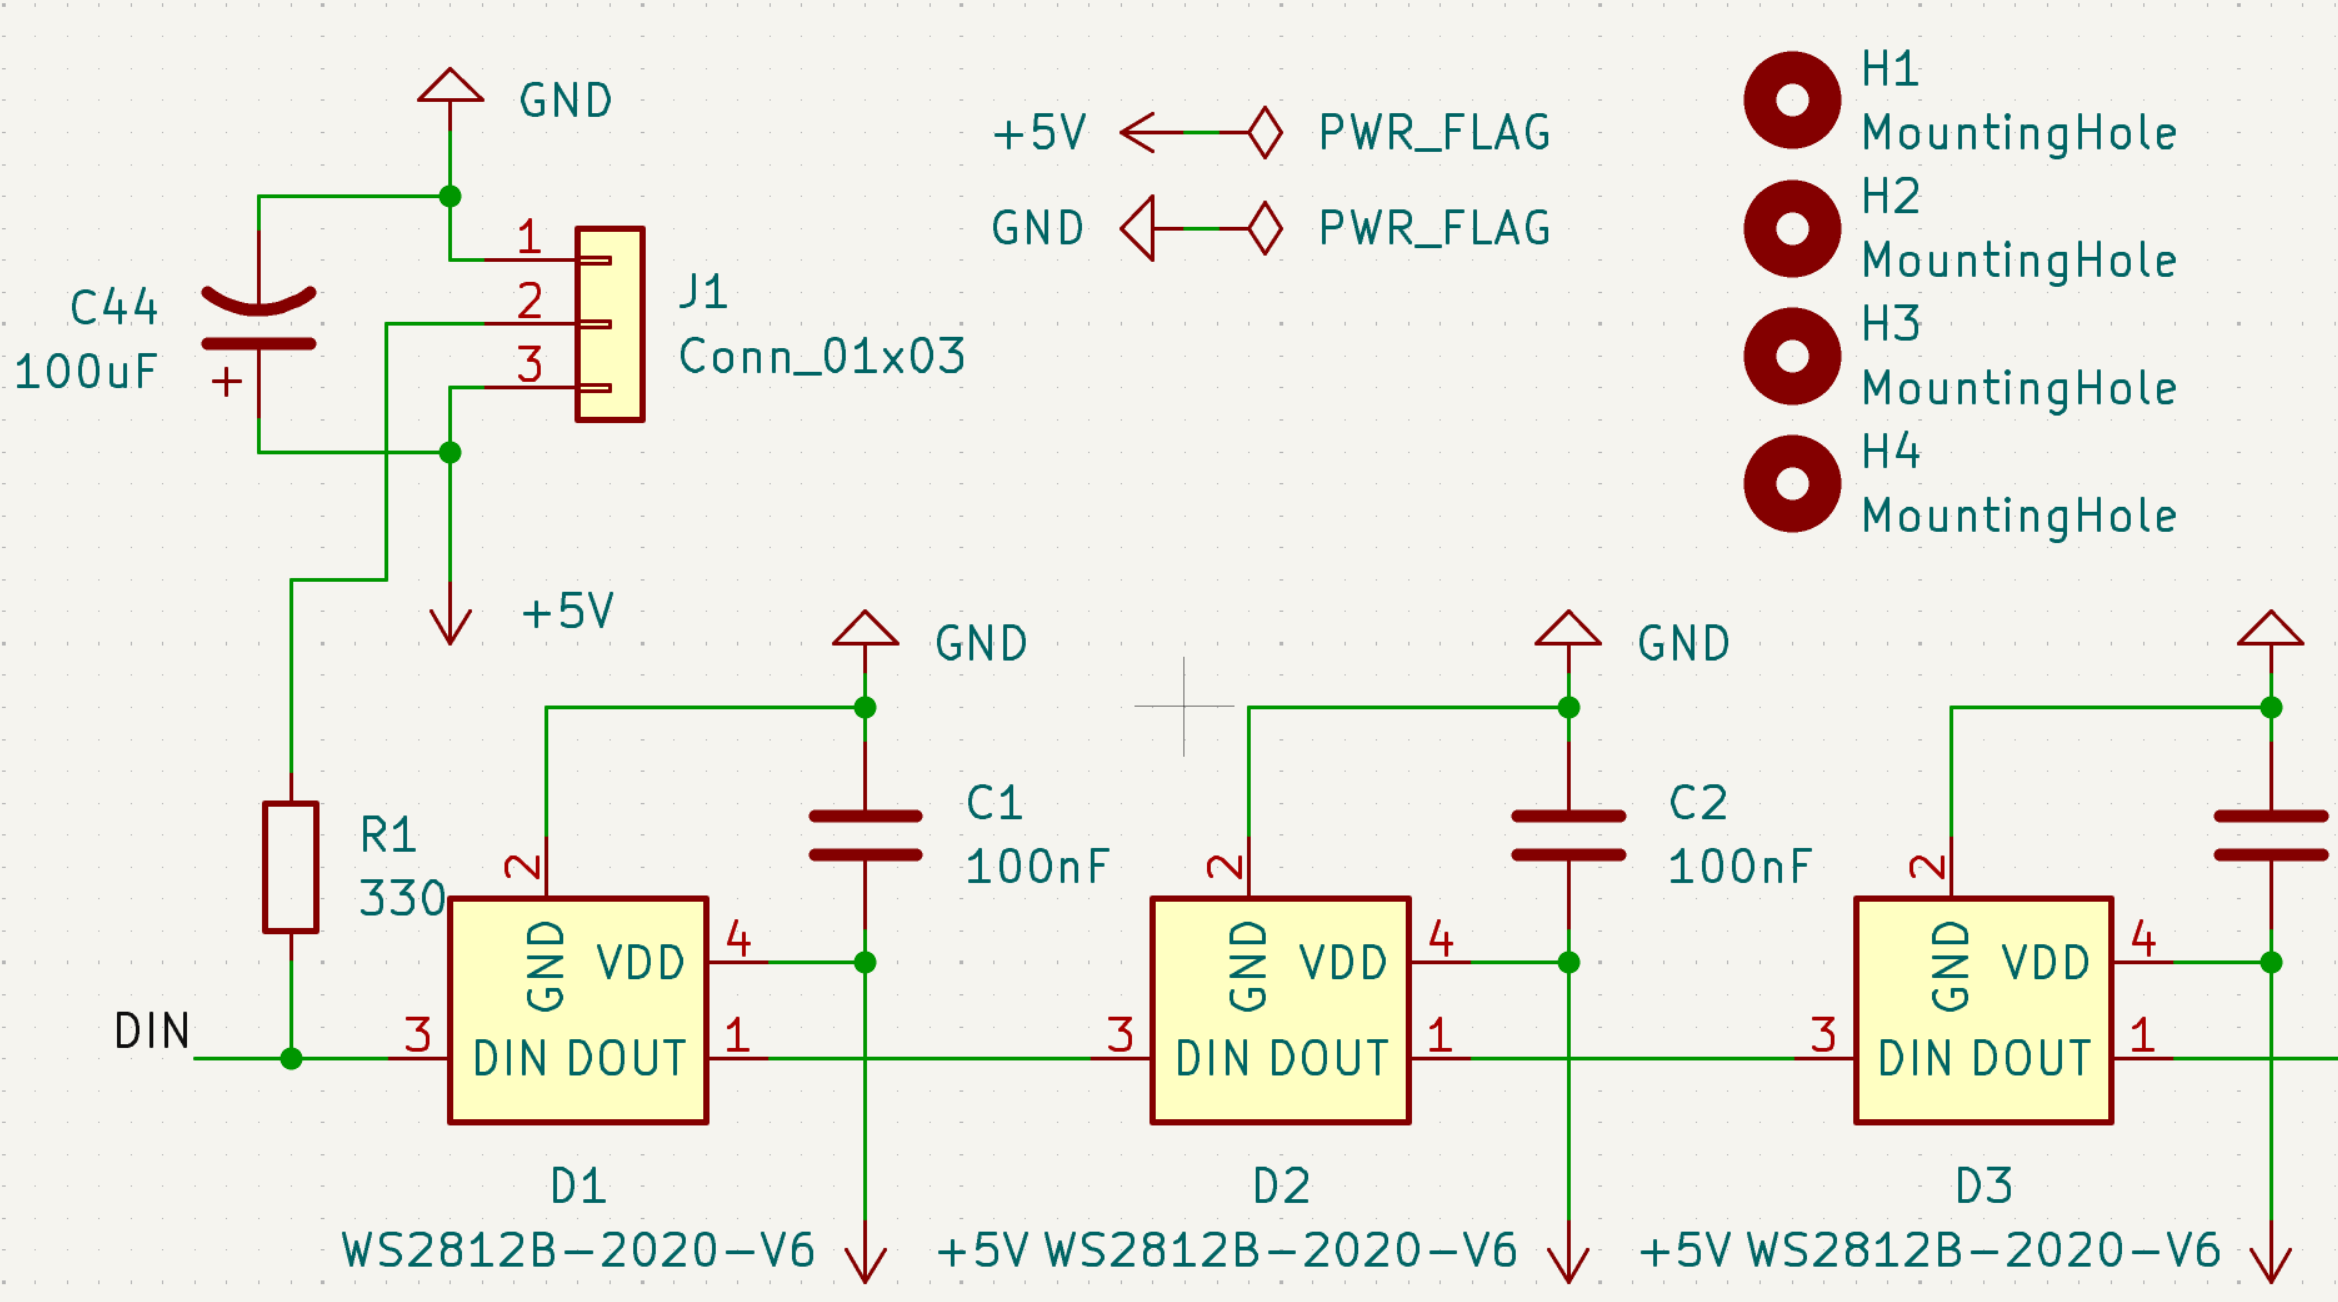 GND
1
2
3
C44
100uF
+
J1
Conn_01x03
+5V
+5V PWR_FLAG
GND PWR_FLAG
H1
MountingHole
H2
MountingHole
H3
MountingHole
H4
MountingHole
R1
330
DIN
GND
C1
100nF
2
GND VDD 4
3 DIN DOUT 1
D1
WS2812B-2020-V6
+5V
GND
C2
100nF
2
GND VDD 4
3 DIN DOUT 1
D2
WS2812B-2020-V6
+5V
2
GND VDD 4
3 DIN DOUT 1
D3
WS2812B-2020-V6